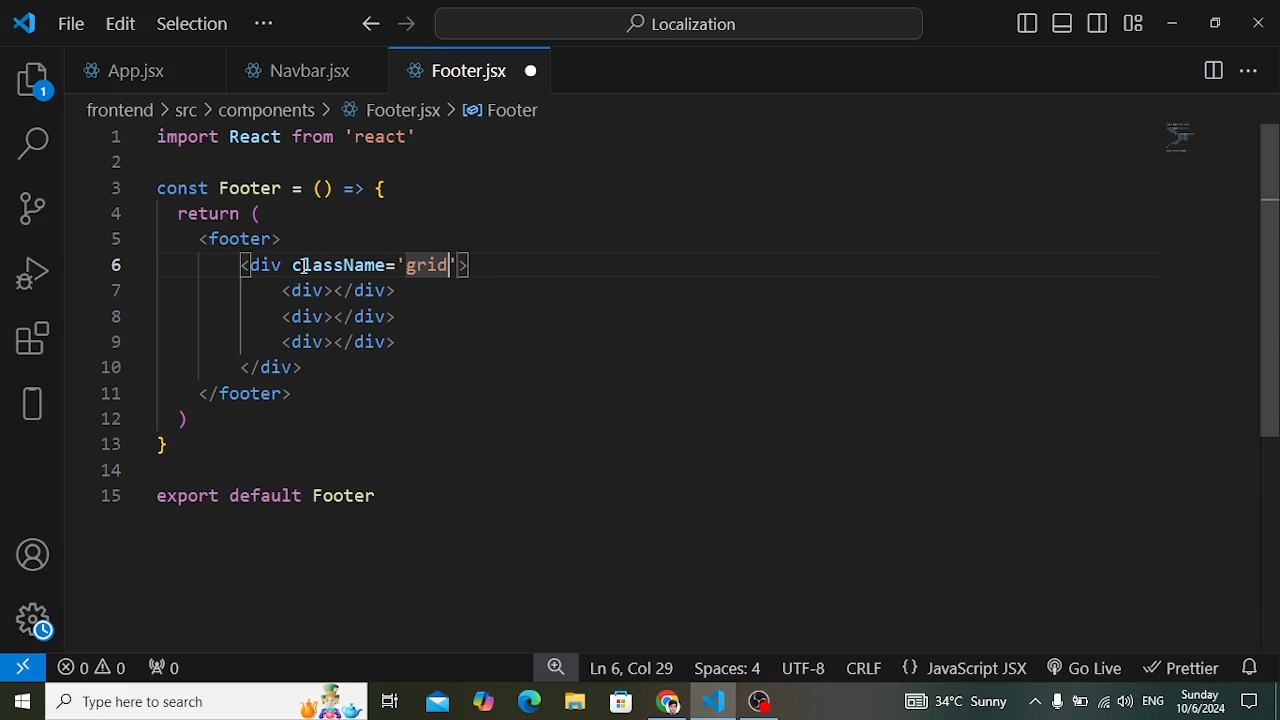 File Edit Selection ··· Localization
App.jsx Navbar.jsx Footer.jsx
frontend > src > components > Footer.jsx > Footer
1 import React from 'react'
2
3 const Footer = () => {
4 return (
5 <footer>
6 <div className='grid'>
7 <div></div>
8 <div></div>
9 <div></div>
10 </div>
11 </footer>
12 )
13 }
14
15 export default Footer
1
0 0 0 Ln 6, Col 29 Spaces: 4 UTF-8 CRLF {} JavaScript JSX Go Live Prettier
Type here to search 34°C Sunny ENG Sunday
10/6/2024